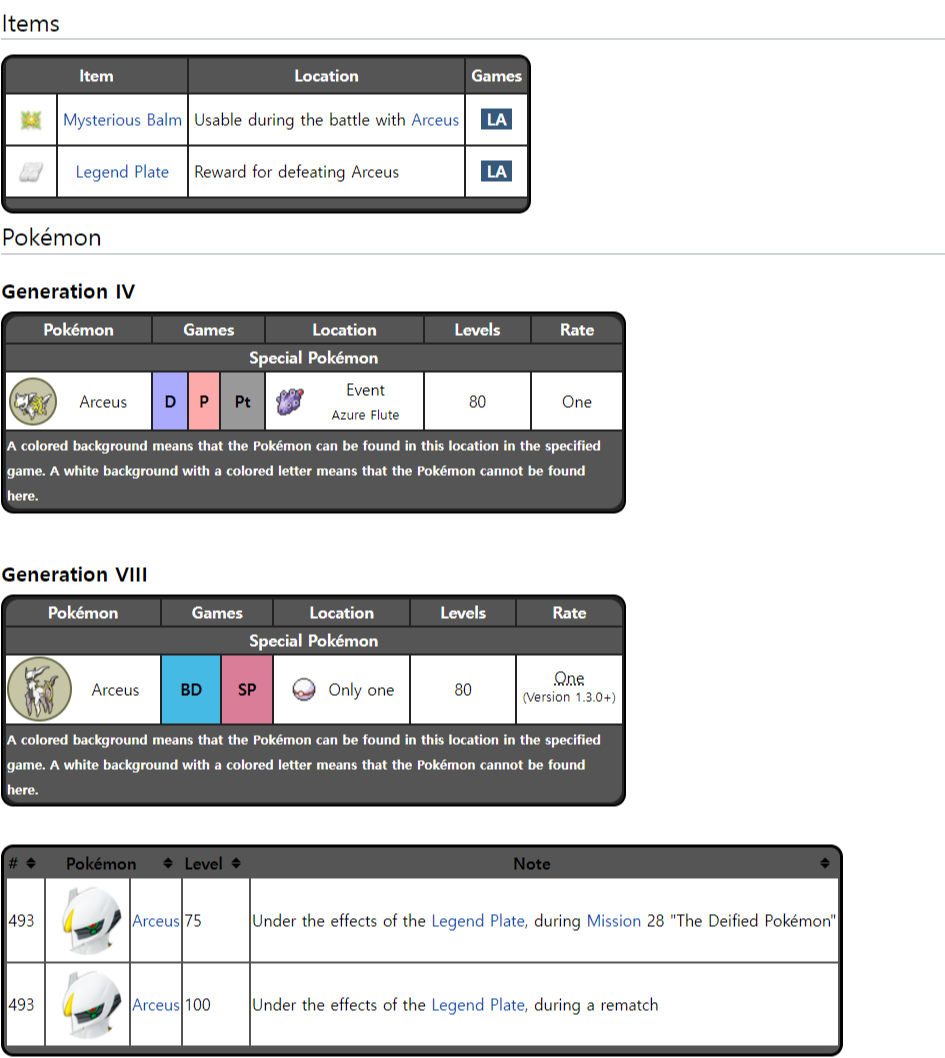 Items
Item Location Games
Mysterious Balm Usable during the battle with Arceus LA
Legend Plate Reward for defeating Arceus LA
Pokémon
Generation IV
Pokémon Games Location Levels Rate
Special Pokémon
Arceus D P Pt Event 80 One
Azure Flute
A colored background means that the Pokémon can be found in this location in the specified
game. A white background with a colored letter means that the Pokémon cannot be found
here.
Generation VIII
Pokémon Games Location Levels Rate
Special Pokémon
Arceus BD SP Only one 80 One
(Version 1.3.0+)
A colored background means that the Pokémon can be found in this location in the specified
game. A white background with a colored letter means that the Pokémon cannot be found
here.
# Pokémon Level Note
493 Arceus 75 Under the effects of the Legend Plate, during Mission 28 "The Deified Pokémon"
493 Arceus 100 Under the effects of the Legend Plate, during a rematch